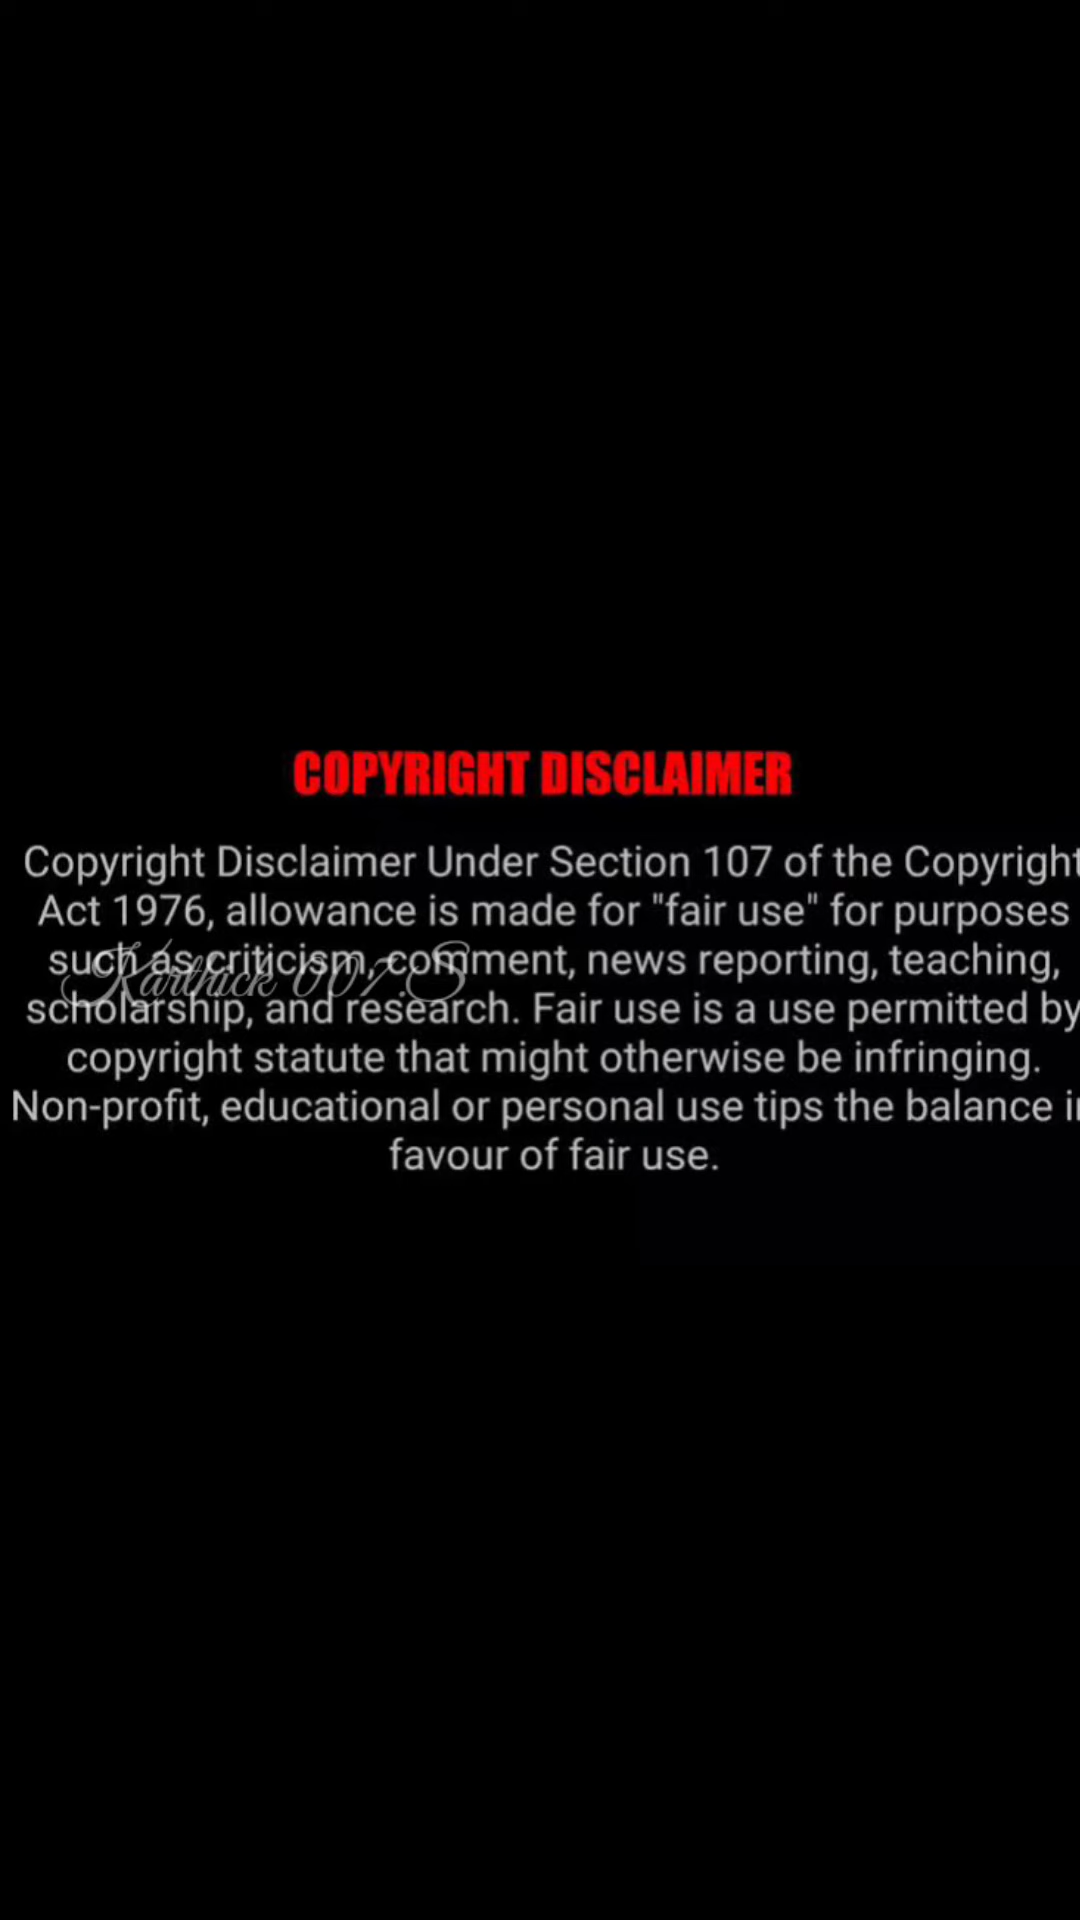 COPYRIGHT DISCLAIMER
Copyright Disclaimer Under Section 107 of the Copyright
Act 1976, allowance is made for "fair use" for purposes
such as criticism, comment, news reporting, teaching,
Karthick 007.S
scholarship, and research. Fair use is a use permitted by
copyright statute that might otherwise be infringing.
Non-profit, educational or personal use tips the balance in
favour of fair use.